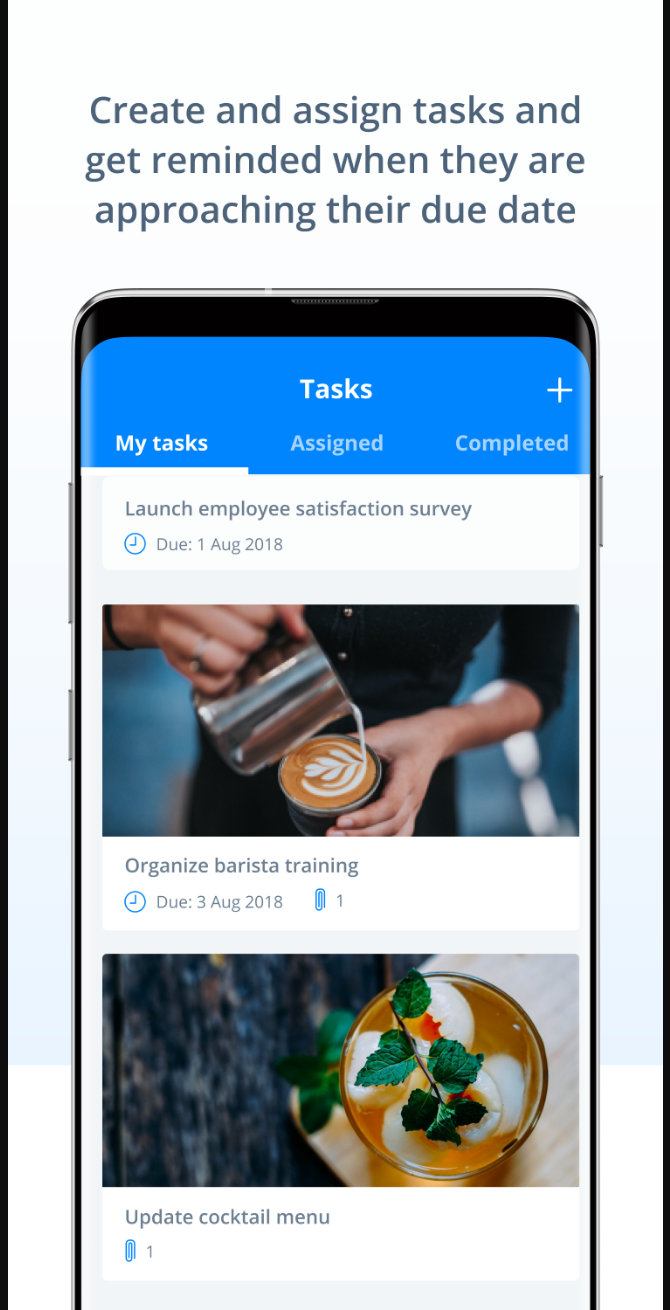 Create and assign tasks and
get reminded when they are
approaching their due date
Tasks
My tasks
Assigned
Completed
Launch employee satisfaction survey
Due: 1 Aug 2018
Organize barista training
Due: 3 Aug 2018
1
Update cocktail menu
1